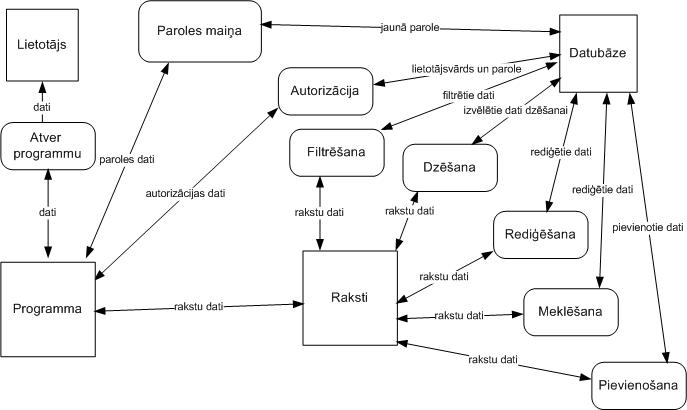 Lietotājs
Paroles maiņa
jaunā parole
Datubāze
Autorizācija
lietotājsvārds un parole
filtrētie dati
izvēlētie dati dzēšanai
dati
Atver
programmu
Filtrēšana
Dzēšana
paroles dati
rediģētie dati
autorizācijas dati
rediģētie dati
dati
rakstu dati
rakstu dati
pievienotie dati
Rediģēšana
Programma
Raksti
rakstu dati
rakstu dati
rakstu dati
Meklēšana
rakstu dati
Pievienošana